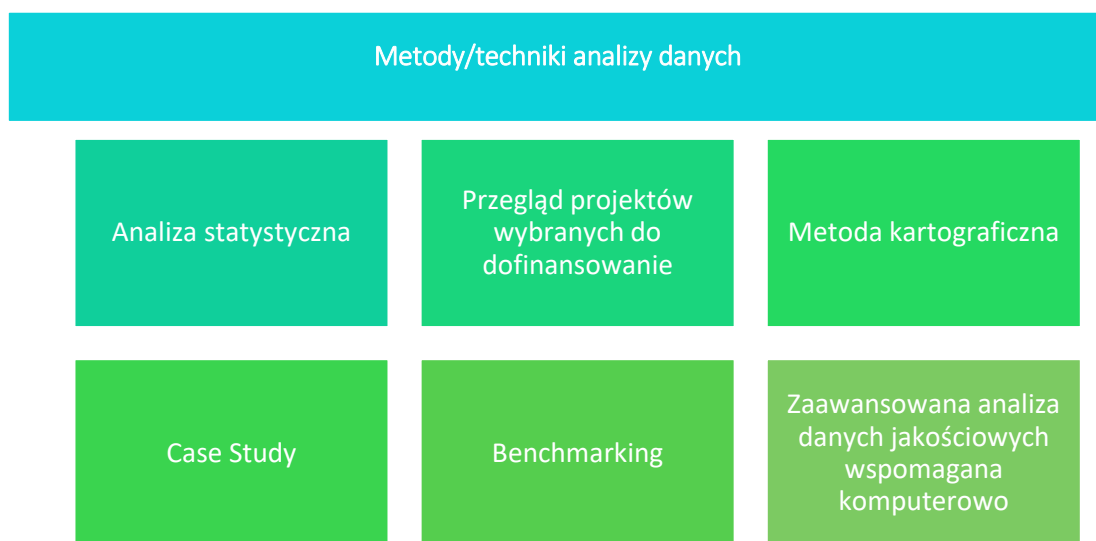 Metody/techniki analizy danych
Analiza statystyczna
Przegląd projektów
wybranych do
dofinansowanie
Metoda kartograficzna
Case Study
Benchmarking
Zaawansowana analiza
danych jakościowych
wspomagana
komputerowo